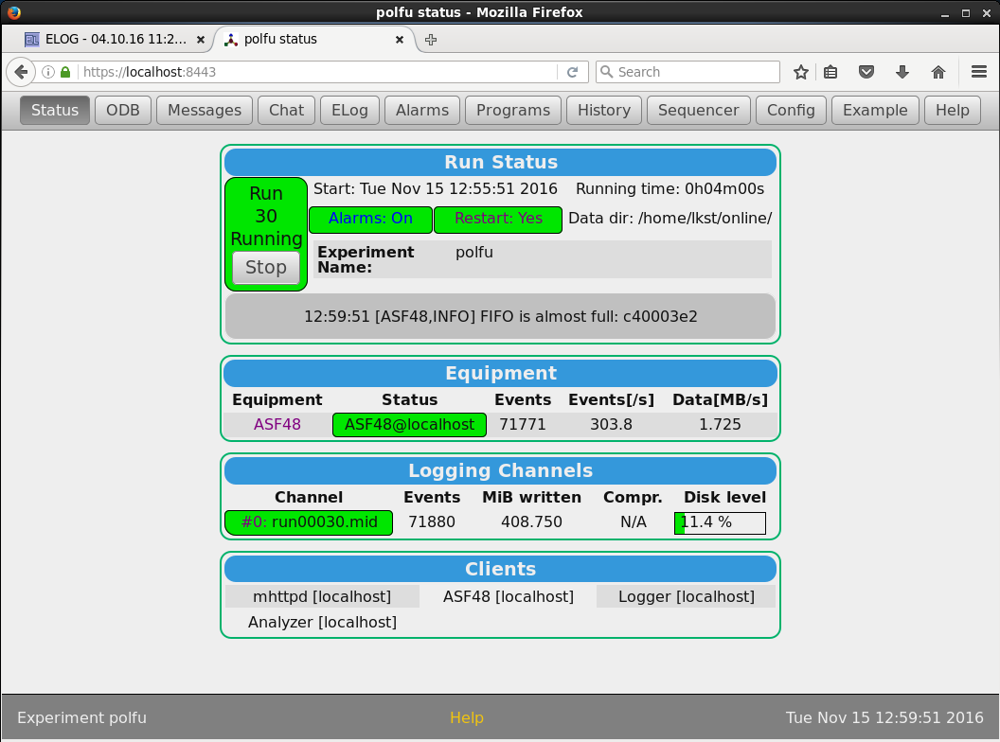 polfu status - Mozilla Firefox
ELOG - 04.10.16 11:2... polfu status
https://localhost:8443 Search
Status ODB Messages Chat ELog Alarms Programs History Sequencer Config Example Help
Run Status
Run
30
Running
Stop
Start: Tue Nov 15 12:55:51 2016 Running time: 0h04m00s
Alarms: On Restart: Yes Data dir: /home/lkst/online/
Experiment polfu
Name:
12:59:51 [ASF48,INFO] FIFO is almost full: c40003e2
Equipment
Equipment Status Events Events[/s] Data[MB/s]
ASF48 ASF48@localhost 71771 303.8 1.725
Logging Channels
Channel Events MiB written Compr. Disk level
#0: run00030.mid 71880 408.750 N/A 11.4 %
Clients
mhttpd [localhost] ASF48 [localhost] Logger [localhost]
Analyzer [localhost]
Experiment polfu Help Tue Nov 15 12:59:51 2016